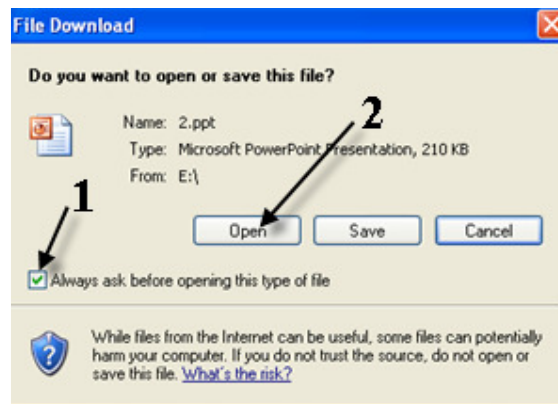 File Download
Do you want to open or save this file?
Name: 2.ppt
Type: Microsoft PowerPoint Presentation, 210 KB
From: E:\
2
1
Open Save Cancel
Always ask before opening this type of file
While files from the Internet can be useful, some files can potentially
harm your computer. If you do not trust the source, do not open or
save this file. What's the risk?